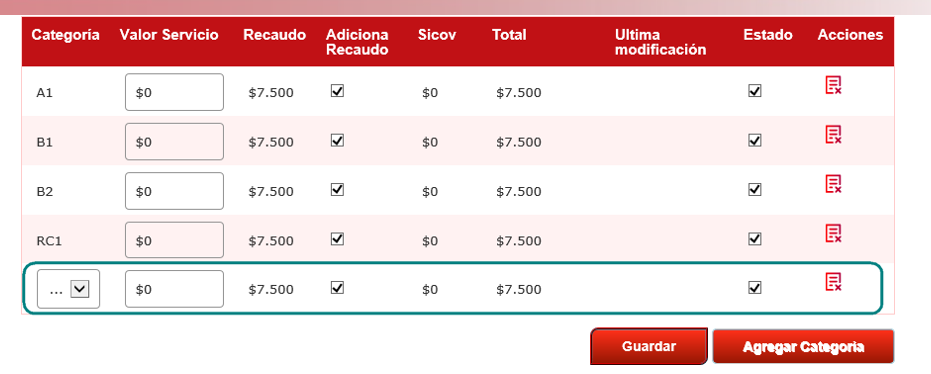 Categoría Valor Servicio Recaudo Adiciona Recaudo Sicov Total Ultima modificación Estado Acciones
A1 $0 $7.500 $0 $7.500
B1 $0 $7.500 $0 $7.500
B2 $0 $7.500 $0 $7.500
RC1 $0 $7.500 $0 $7.500
... $0 $7.500 $0 $7.500
Guardar Agregar Categoria